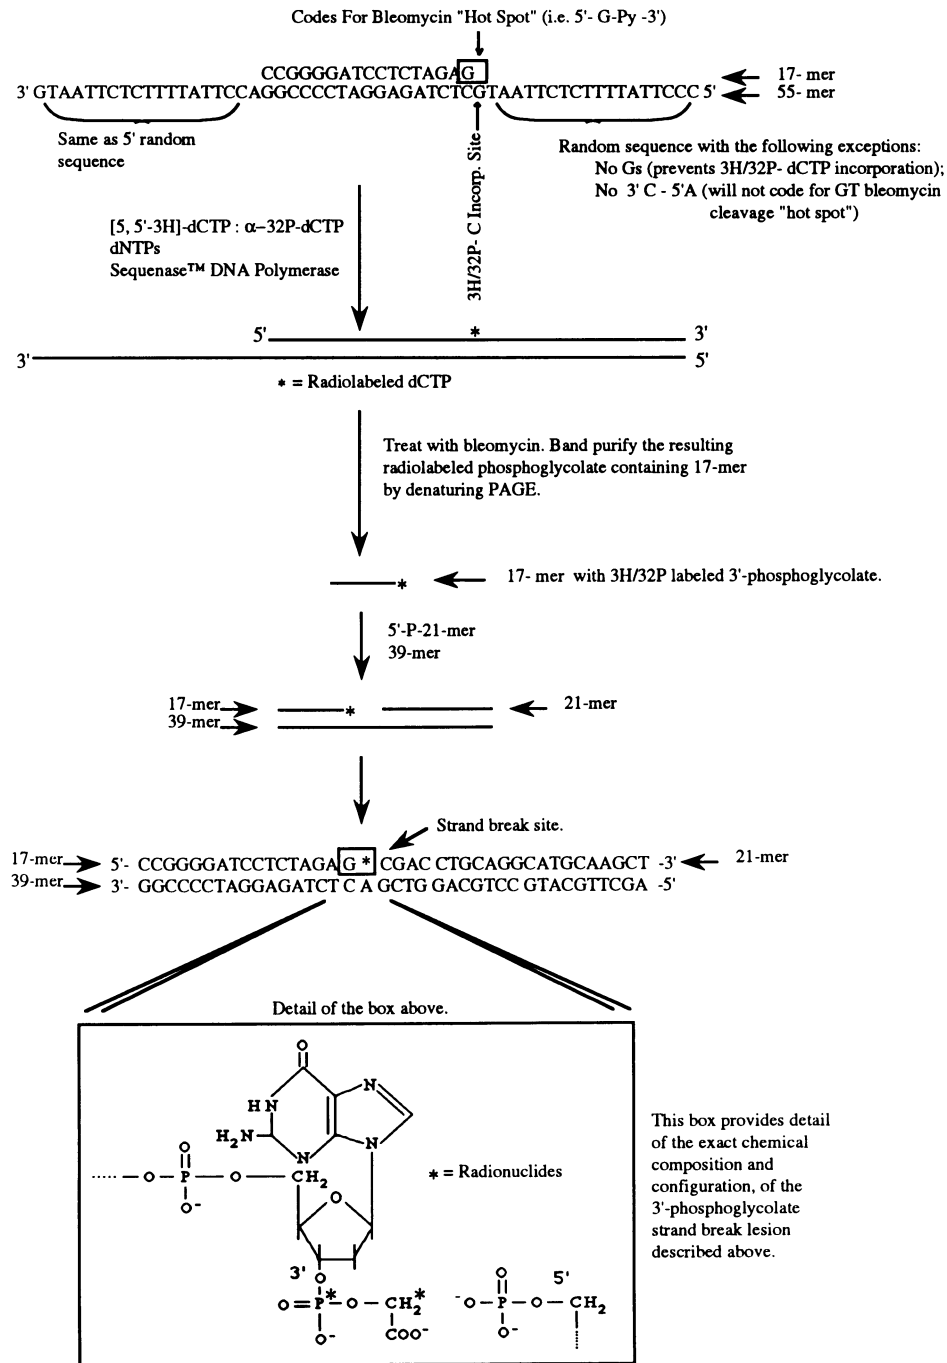 Codes For Bleomycin "Hot Spot" (i.e. 5'- G-Py -3')
CCGGGGATCCTCTAGAG
17- mer
3' GTAATTCTCTTTTATTCCAGGCCCCTAGGAGATCTCGTAATTCTCTTTTATTCCC 5'
55- mer
Same as 5' random
sequence
3H/32P- C Incorp. Site
Random sequence with the following exceptions:
No Gs (prevents 3H/32P- dCTP incorporation);
No 3' C - 5'A (will not code for GT bleomycin
cleavage "hot spot")
[5, 5'-3H]-dCTP : α–32P-dCTP
dNTPs
Sequenase™ DNA Polymerase
5' * 3'
3' 5'
* = Radiolabeled dCTP
Treat with bleomycin. Band purify the resulting
radiolabeled phosphoglycolate containing 17-mer
by denaturing PAGE.
* 17- mer with 3H/32P labeled 3'-phosphoglycolate.
5'-P-21-mer
39-mer
17-mer * 21-mer
39-mer
Strand break site.
17-mer 5'- CCGGGGATCCTCTAGAG * CGACCTGCAGGCATGCAAGCT -3' 21-mer
39-mer 3'- GGCCCCTAGGAGATCTCAGCTGGACGTCCGTACGTTCGA -5'
Detail of the box above.
O
N
HN
H2N
N
N
O
····· O P O CH2
O-
* = Radionuclides
O
3'
O
O = P* O CH2*
O- COO-
O 5'
-O P O CH2
O-
This box provides detail
of the exact chemical
composition and
configuration, of the
3'-phosphoglycolate
strand break lesion
described above.